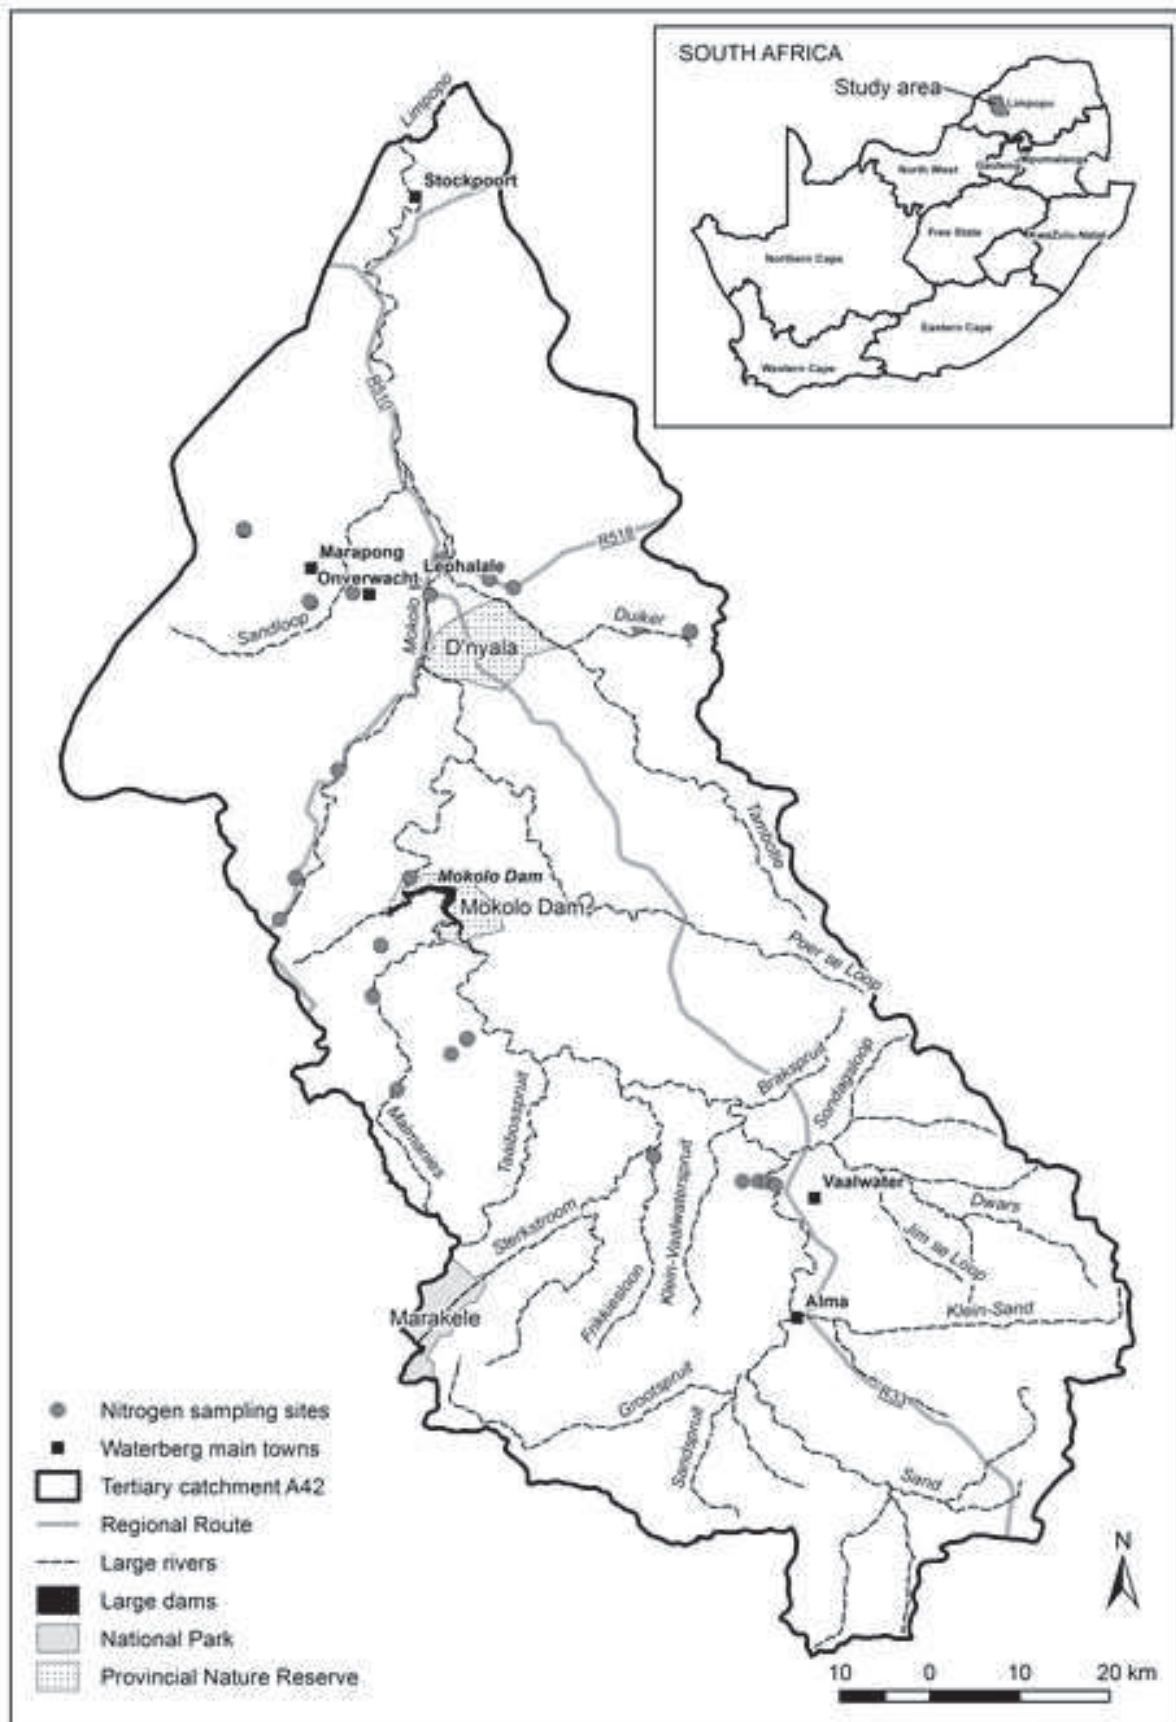 SOUTH AFRICA
Study area
Limpopo
North West
Gauteng
Mpumalanga
Free State
KwaZulu-Natal
Northern Cape
Eastern Cape
Western Cape
Limpopo
Stockpoort
R510
R518
Marapong
Onverwacht
Lephalale
Sandloop
Mokolo
D'nyala
Duiker
Tambotie
Mokolo Dam
Mokolo Dam
Poer se Loop
Brakspruit
Sondagsloop
Malmanies
Taaibosspruit
Sterkstroom
Frikkiesloop
Klein-Vaalwaterspruit
Vaalwater
Dwars
Jim se Loop
Klein-Sand
Alma
Marakele
Grootspruit
Sandspruit
R33
Sand
Nitrogen sampling sites
Waterberg main towns
Tertiary catchment A42
Regional Route
Large rivers
Large dams
National Park
Provincial Nature Reserve
N
10 0 10 20 km